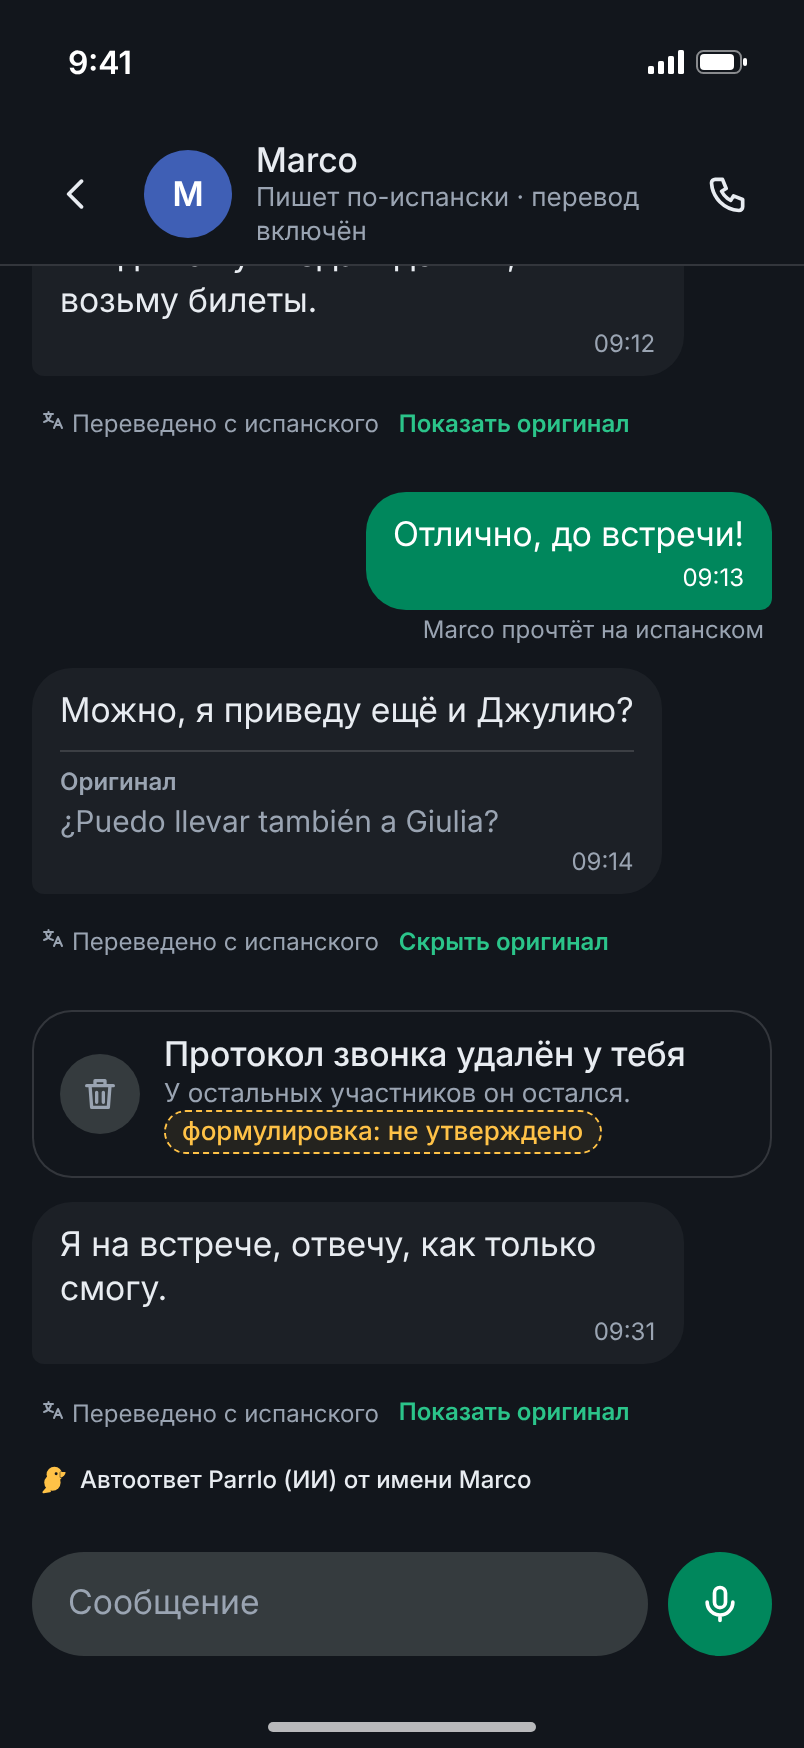 9:41
M
Marco
Пишет по-испански · перевод
включён
возьму билеты.
09:12
Переведено с испанского Показать оригинал
Отлично, до встречи!
09:13
Marco прочтёт на испанском
Можно, я приведу ещё и Джулию?
Оригинал
¿Puedo llevar también a Giulia?
09:14
Переведено с испанского Скрыть оригинал
Протокол звонка удалён у тебя
У остальных участников он остался.
формулировка: не утверждено
Я на встрече, отвечу, как только
смогу.
09:31
Переведено с испанского Показать оригинал
Автоответ Parrlo (ИИ) от имени Marco
Сообщение